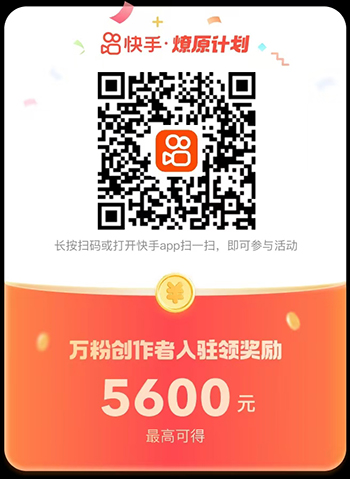 快手·燎原计划
长按扫码或打开快手app扫一扫，即可参与活动
¥
万粉创作者入驻领奖励
5600元
最高可得